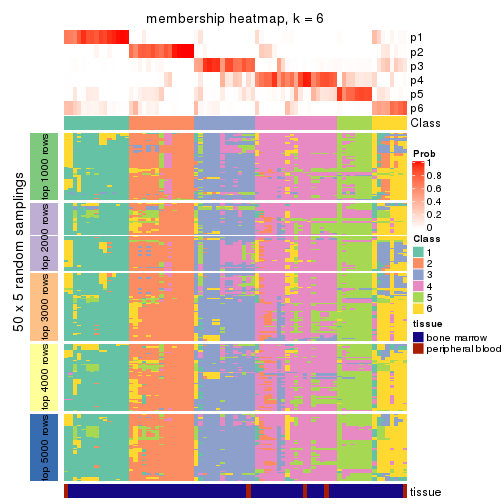 membership heatmap, k = 6
p1
p2
p3
p4
p5
p6
Class
50 x 5 random samplings
top 1000 rows
top 2000 rows
top 3000 rows
top 4000 rows
top 5000 rows
Prob
1
0.8
0.6
0.4
0.2
0
Class
1
2
3
4
5
6
tissue
bone marrow
peripheral blood
tissue